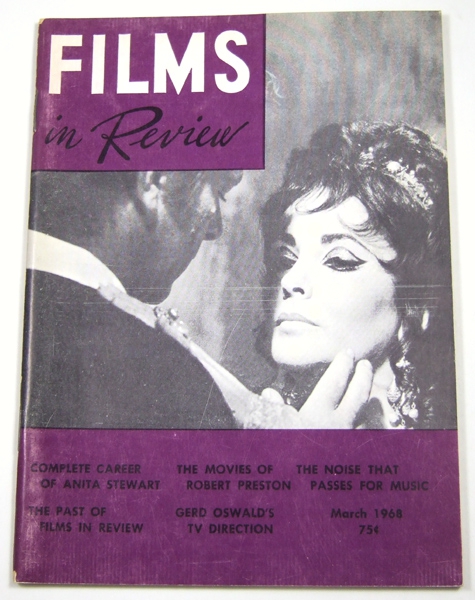 FILMS
in Review
COMPLETE CAREER
OF ANITA STEWART
THE MOVIES OF
ROBERT PRESTON
THE NOISE THAT
PASSES FOR MUSIC
THE PAST OF
FILMS IN REVIEW
GERD OSWALD'S
TV DIRECTION
March 1968
75¢